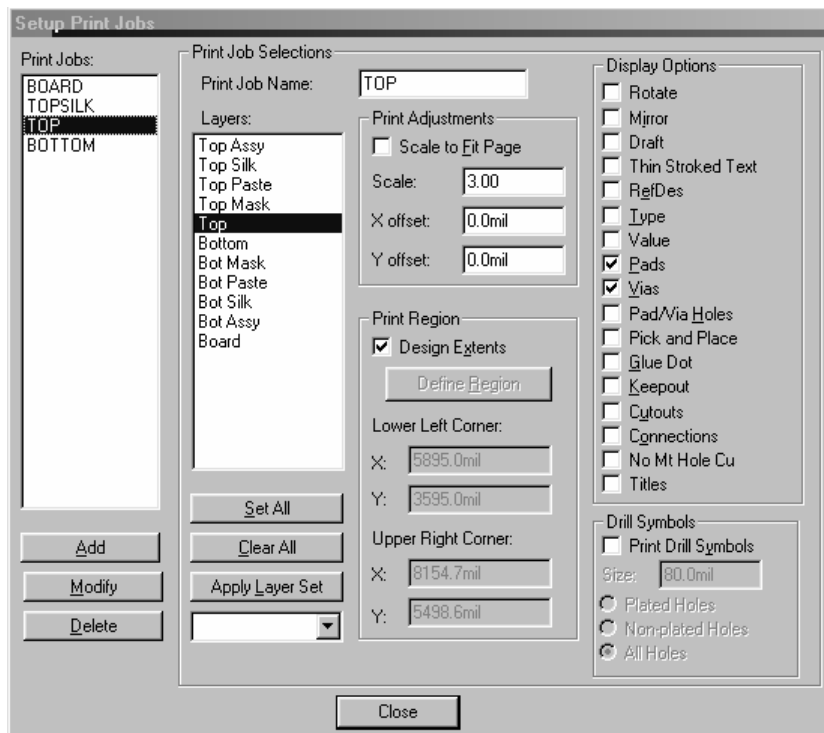 Setup Print Jobs
Print Jobs:
BOARD
TOPSILK
TOP
BOTTOM
Add
Modify
Delete
Print Job Selections
Print Job Name:
TOP
Layers:
Top Assy
Top Silk
Top Paste
Top Mask
Top
Bottom
Bot Mask
Bot Paste
Bot Silk
Bot Assy
Board
Set All
Clear All
Apply Layer Set
Print Adjustments
Scale to Fit Page
Scale: 3.00
X offset: 0.0mil
Y offset: 0.0mil
Print Region
Design Extents
Define Region
Lower Left Corner:
X: 5895.0mil
Y: 3595.0mil
Upper Right Corner:
X: 8154.7mil
Y: 5498.6mil
Display Options
Rotate
Mirror
Draft
Thin Stroked Text
RefDes
Type
Value
Pads
Vias
Pad/Via Holes
Pick and Place
Glue Dot
Keepout
Cutouts
Connections
No Mt Hole Cu
Titles
Drill Symbols
Print Drill Symbols
Size: 80.0mil
Plated Holes
Non-plated Holes
All Holes
Close